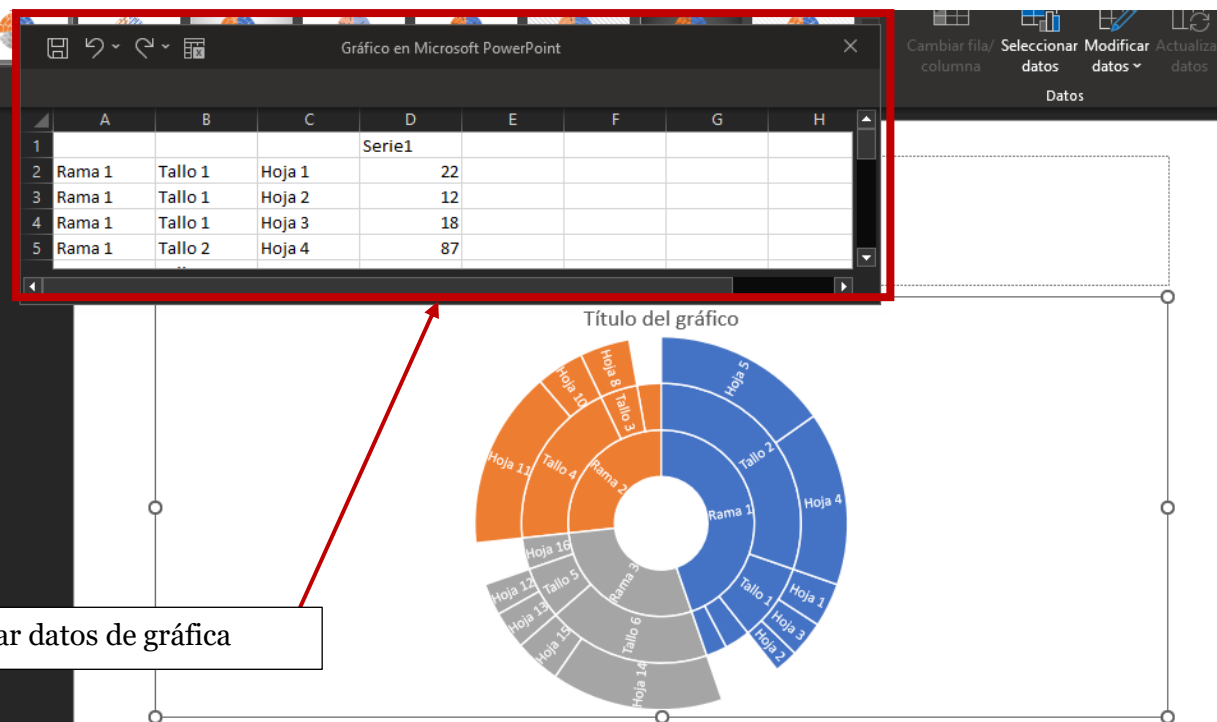 Gráfico en Microsoft PowerPoint
Cambiar fila/
columna
Seleccionar
datos
Modificar
datos
Actualiza
datos
Datos
A B C D E F G H
1 Serie1
2 Rama 1 Tallo 1 Hoja 1 22
3 Rama 1 Tallo 1 Hoja 2 12
4 Rama 1 Tallo 1 Hoja 3 18
5 Rama 1 Tallo 2 Hoja 4 87
Título del gráfico
Hoja 5
Hoja 4
Hoja 1
Hoja 3
Hoja 2
Tallo 2
Tallo 1
Rama 1
Hoja 8
Hoja 10
Hoja 11
Tallo 3
Tallo 4
Rama 2
Hoja 16
Hoja 12
Hoja 13
Hoja 15
Hoja 14
Tallo 5
Tallo 6
Rama 3
ar datos de gráfica